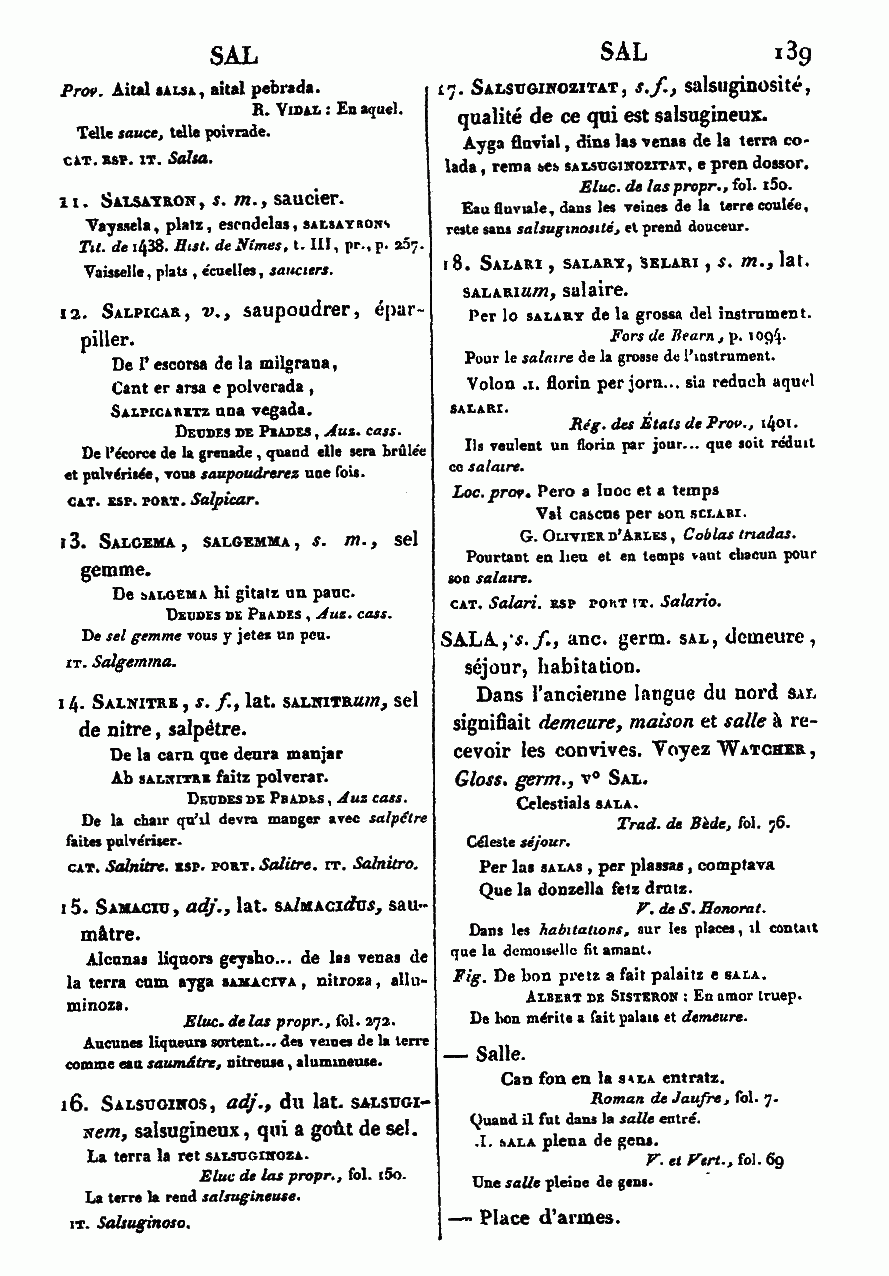 SAL
SAL 139
Prov. Aital SALSA, aital pebrada.
R. VIDAL : En aquel.
Telle sauce, telle poivrade.
CAT. ESP. IT. Salsa.
11. SALSAYRON, s. m., saucier.
Vayssela, platz, escudelas, SALSAYRONS
Tit. de 1438. Hist. de Nîmes, t. III, pr., p. 257.
Vaisselle, plats, écuelles, sauciers.
12. SALPICAR, v., saupoudrer, épar-
piller.
De l' escorsa de la milgrana,
Cant er arsa e polverada,
SALPICARETZ una vegada.
DEUDES DE PRADES, Auz. cass.
De l'écorce de la grenade, quand elle sera brûlée
et pulvérisée, vous saupoudrerez une fois.
CAT. ESP. PORT. Salpicar.
13. SALGEMA, SALGEMMA, s. m., sel
gemme.
De SALGEMA hi gitatz un pauc.
DEUDES DE PRADES, Auz. cass.
De sel gemme vous y jetez un peu.
IT. Salgemma.
14. SALNITRE, s. f., lat. SALNITRum, sel
de nitre, salpêtre.
De la carn que deura manjar
Ab SALNITRE faitz polverar.
DEUDES DE PRADES, Auz cass.
De la chair qu'il devra manger avec salpêtre
faites pulvériser.
CAT. Salnitre. ESP. PORT. Salitre. IT. Salnitro.
15. SAMACIU, adj., lat. SAlMACIdUS, sau-
mâtre.
Alcunas liquors geysho... de las venas de
la terra cum ayga SAMACIVA, nitroza, allu-
minoza.
Eluc. de las propr., fol. 272.
Aucunes liqueurs sortent... des veines de la terre
comme eau saumâtre, nitreuse, alumineuse.
16. SALSUGINOS, adj., du lat. SALSUGI-
Nem, salsugineux, qui a goût de sel.
La terra la ret SALSUGINOZA.
Eluc de las propr., fol. 150.
La terre la rend salsugineuse.
IT. Salsuginoso.
17. SALSUGINOZITAT, s.f., salsuginosité,
qualité de ce qui est salsugineux.
Ayga fluvial, dins las venas de la terra co-
lada, rema ses SALSUGINOZITAT, e pren dossor.
Eluc. de las propr., fol. 150.
Eau fluviale, dans les veines de la terre coulée,
reste sans salsuginosité, et prend douceur.
18. SALARI, SALARY, SELARI, s. m., lat.
SALARIum, salaire.
Per lo SALARY de la grossa del instrument.
Fors de Bearn, p. 1094.
Pour le salaire de la grosse de l'instrument.
Volon .I. florin per jorn... sia reduch aquel
SALARI.
Rég. des États de Prov., 1401.
Ils veulent un florin par jour... que soit réduit
ce salaire.
Loc. prov. Pero a luoc et a temps
Val cascus per son SCLARI.
G. OLIVIER D'ARLES, Coblas triadas.
Pourtant en lieu et en temps vaut chacun pour
son salaire.
CAT. Salari. ESP PORT IT. Salario.
SALA, s. f., anc. germ. SAL, demeure,
séjour, habitation.
Dans l'ancienne langue du nord SAL
signifiait demeure, maison et salle à re-
cevoir les convives. Voyez WATCHER,
Gloss. germ., v° SAL.
Celestials SALA.
Trad. de Bède, fol. 76.
Céleste séjour.
Per las SALAS, per plassas, comptava
Que la donzella fetz drutz.
V. de S. Honorat.
Dans les habitations, sur les places, il contait
que la demoiselle fit amant.
Fig. De bon pretz a fait palaitz e SALA.
ALBERT DE SISTERON : En amor truep.
De bon mérite a fait palais et demeure.
— Salle.
Can fon en la SALA entratz.
Roman de Jaufre, fol. 7.
Quand il fut dans la salle entré.
.I. SALA plena de gens.
V. et Vert., fol. 69
Une salle pleine de gens.
— Place d'armes.